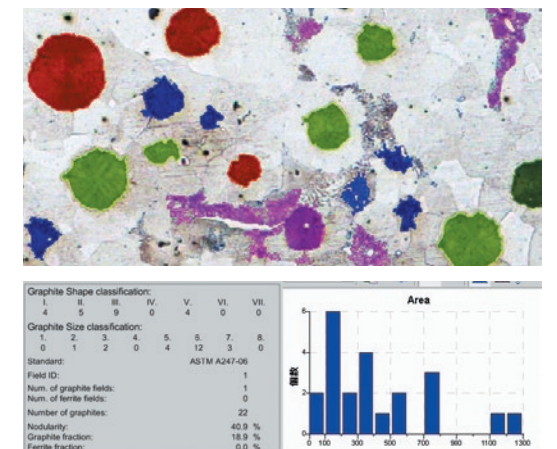 Graphite Shape classification:
I. II. III. IV. V. VI. VII.
4 5 9 0 4 0 0
Graphite Size classification:
1. 2. 3. 4. 5. 6. 7. 8.
0 1 2 0 4 12 3 0
Standard: ASTM A247-06
Field ID: 1
Num. of graphite fields: 1
Num. of ferrite fields: 0
Number of graphites: 22
Nodularity: 40.9 %
Graphite fraction: 18.9 %
Ferrite fraction: 0.0 %
Area
個数
6
4
2
0
0 100 300 500 700 900 1100 1300